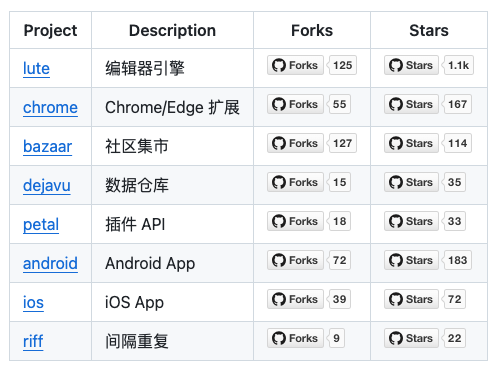 Project Description Forks Stars
lute 编辑器引擎 Forks 125 Stars 1.1k
chrome Chrome/Edge 扩展 Forks 55 Stars 167
bazaar 社区集市 Forks 127 Stars 114
dejavu 数据仓库 Forks 15 Stars 35
petal 插件 API Forks 18 Stars 33
android Android App Forks 72 Stars 183
ios iOS App Forks 39 Stars 72
riff 间隔重复 Forks 9 Stars 22